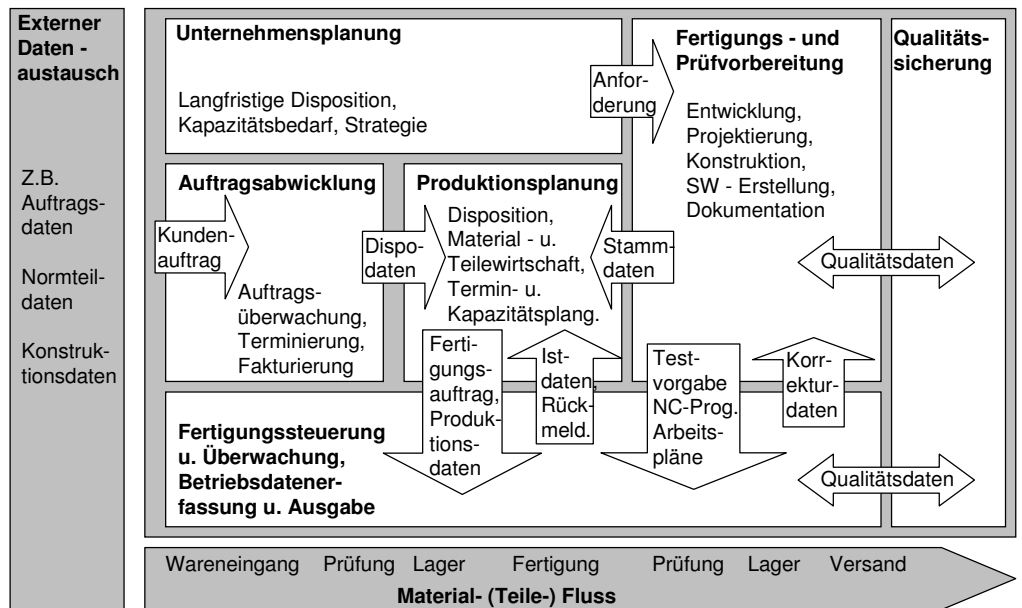 Externer
Daten -
austausch
Z.B.
Auftrags-
daten
Normteil-
daten
Konstruk-
tionsdaten
Unternehmensplanung
Langfristige Disposition,
Kapazitätsbedarf, Strategie
Anfor-
derung
Fertigungs - und
Prüfvorbereitung
Entwicklung,
Projektierung,
Konstruktion,
SW - Erstellung,
Dokumentation
Qualitäts-
sicherung
Auftragsabwicklung
Kunden-
auftrag
Auftrags-
überwachung,
Terminierung,
Fakturierung
Dispo-
daten
Produktionsplanung
Disposition,
Material - u.
Teilewirtschaft,
Termin- u.
Kapazitätsplang.
Stamm-
daten
Qualitätsdaten
Ferti-
gungs-
auftrag,
Produk-
tions-
daten
Ist-
daten,
Rück-
meld.
Test-
vorgabe
NC-Prog.
Arbeits-
pläne
Korr-
ektur-
daten
Fertigungssteuerung
u. Überwachung,
Betriebsdatener-
fassung u. Ausgabe
Qualitätsdaten
Wareneingang Prüfung Lager Fertigung Prüfung Lager Versand
Material- (Teile-) Fluss